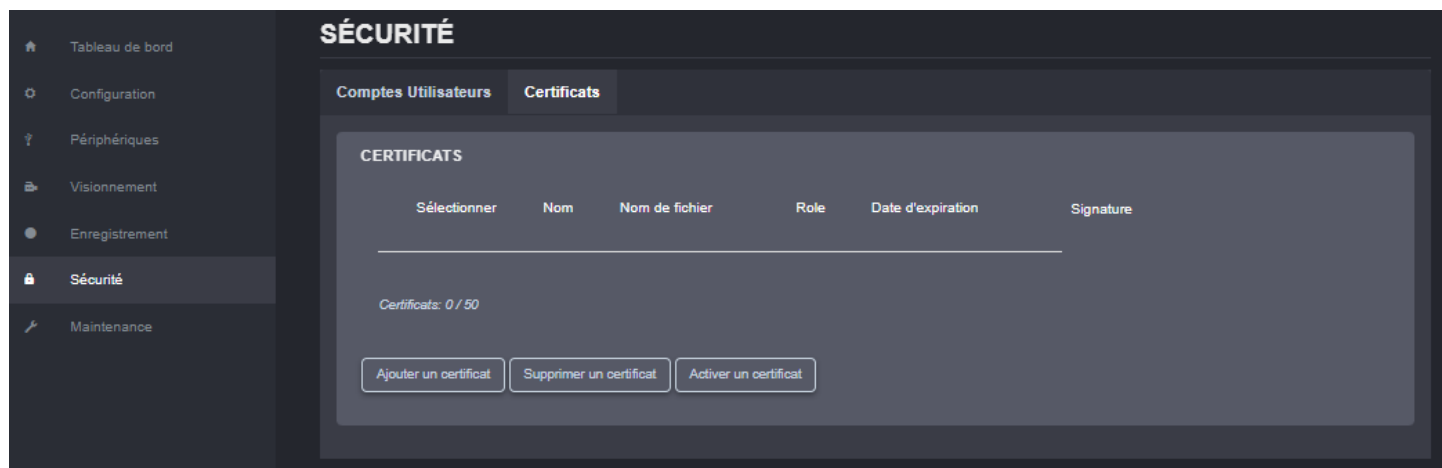 SÉCURITÉ
Tableau de bord
Configuration
Périphériques
Visionnement
Enregistrement
Sécurité
Maintenance
Comptes Utilisateurs Certificats
CERTIFICATS
Sélectionner Nom Nom de fichier Role Date d'expiration Signature
Certificats: 0 / 50
Ajouter un certificat Supprimer un certificat Activer un certificat